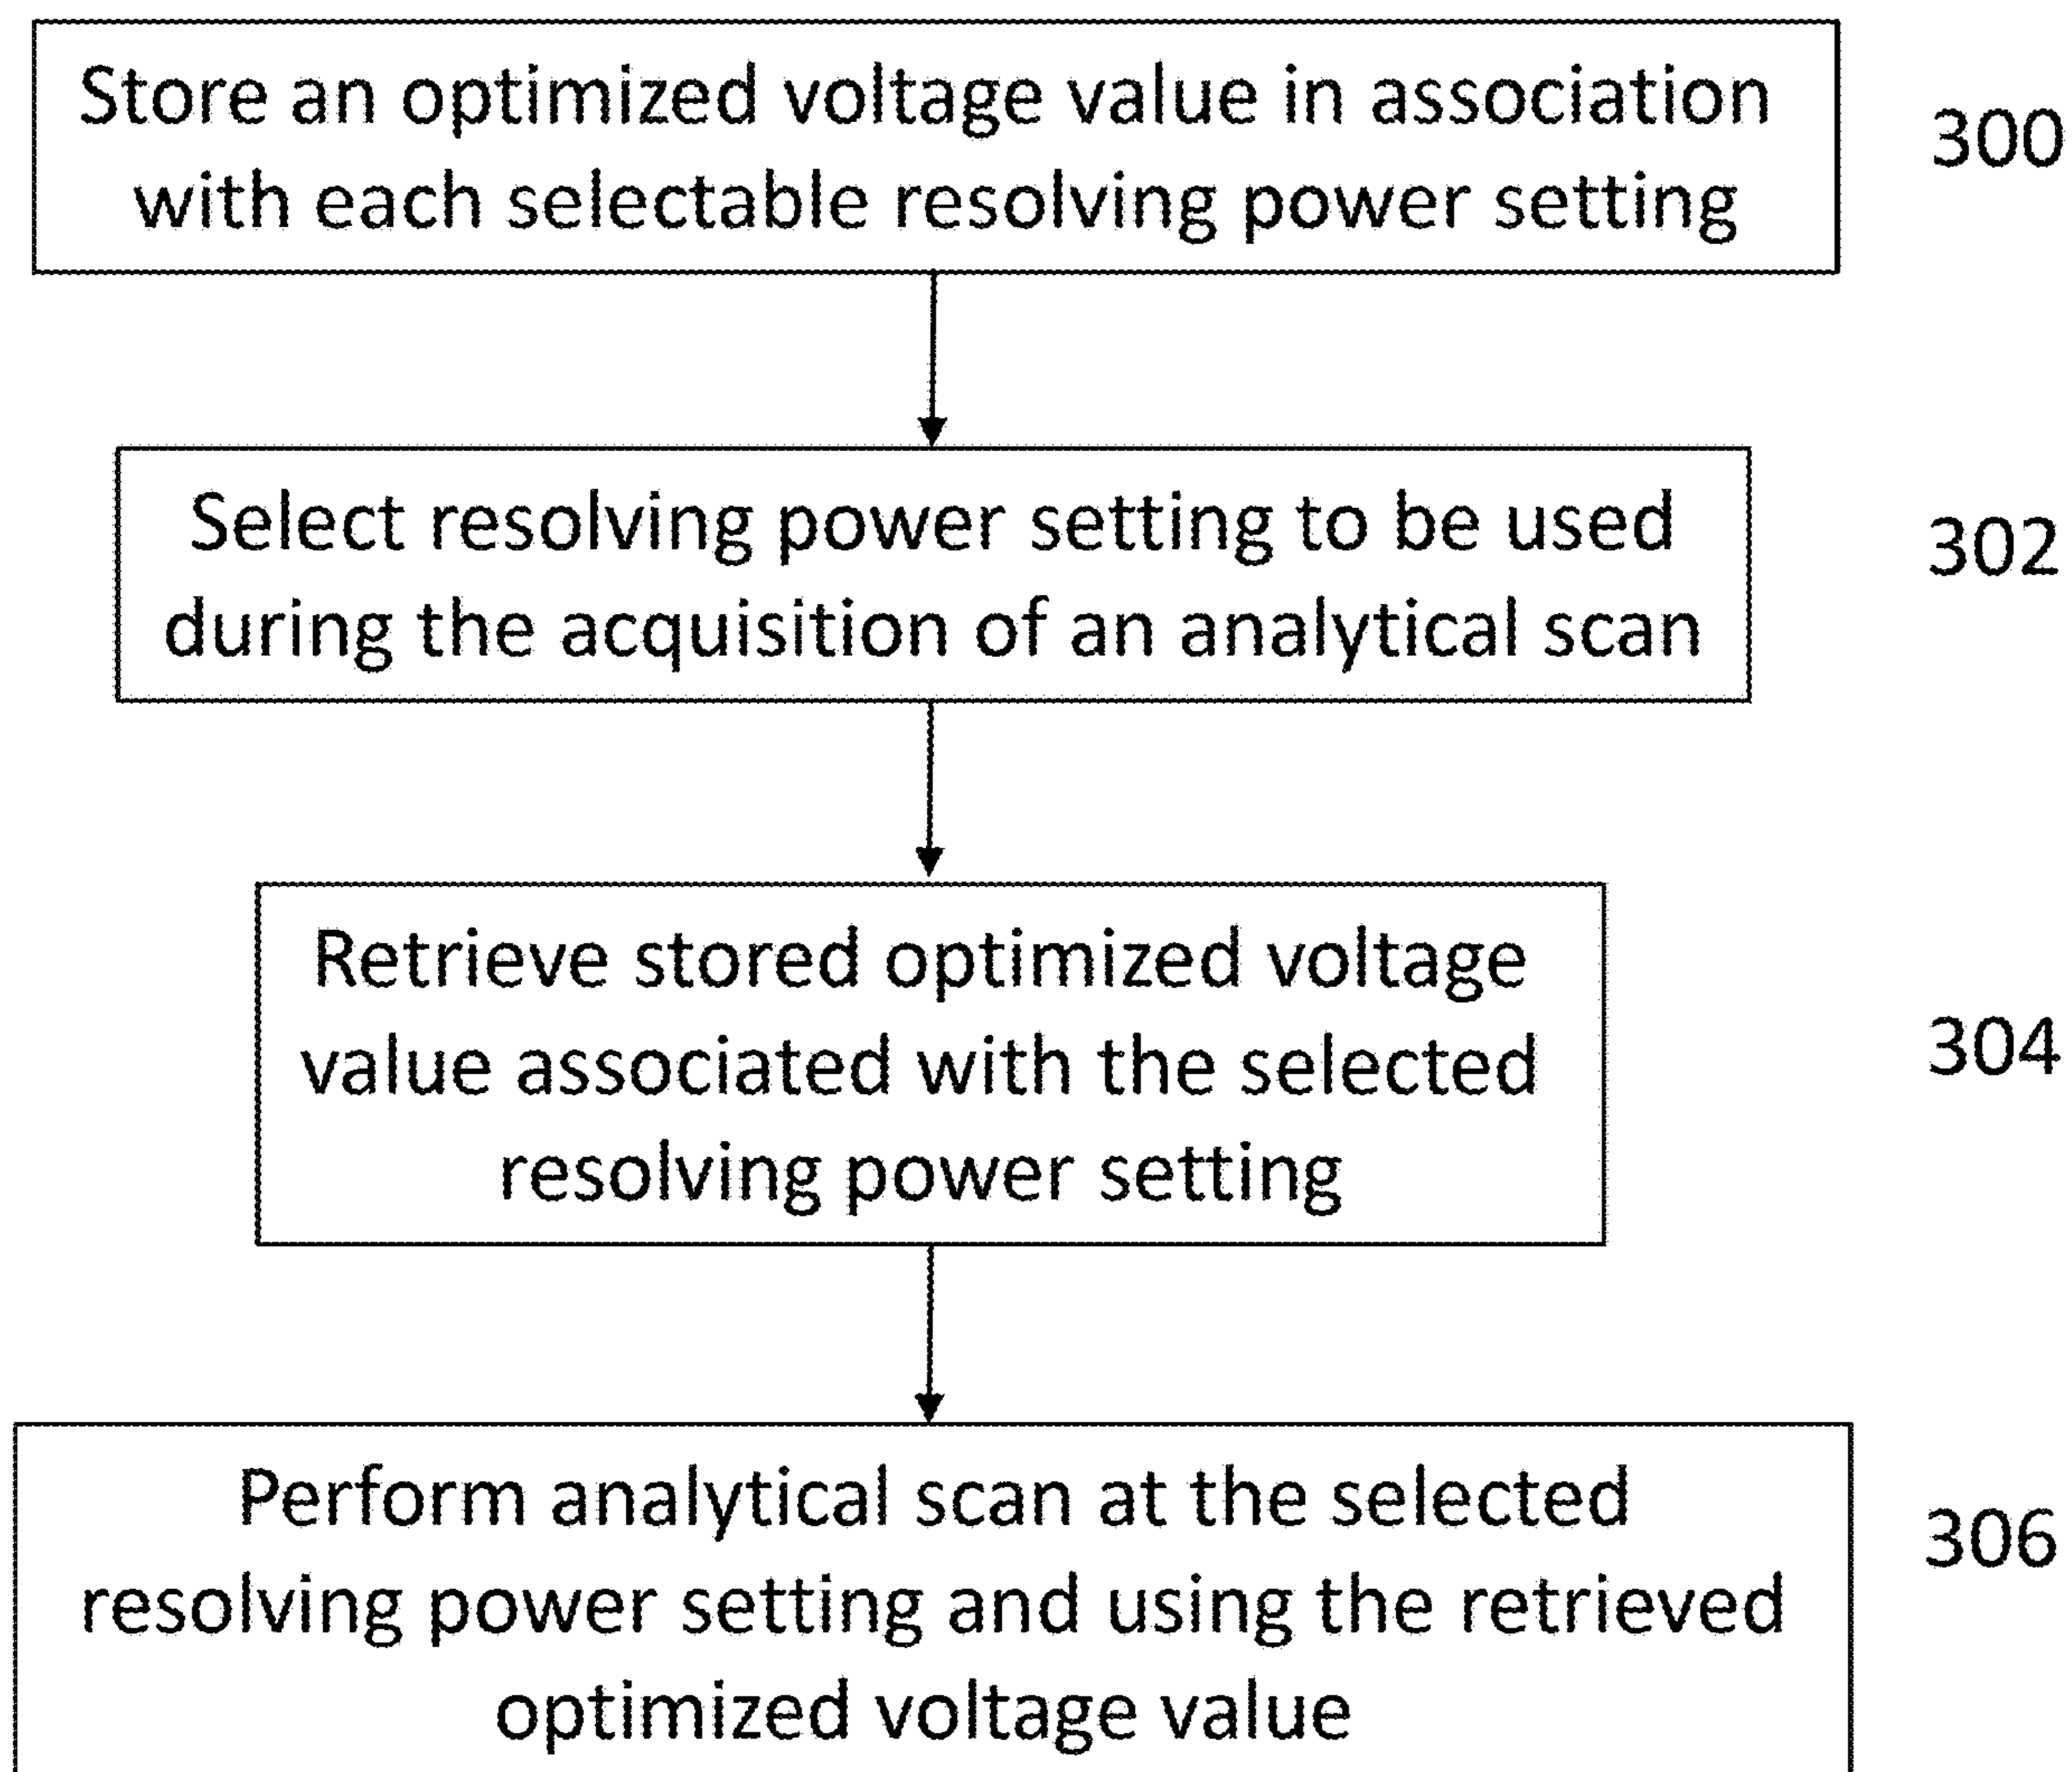 Store an optimized voltage value in association
with each selectable resolving power setting
300
Select resolving power setting to be used
during the acquisition of an analytical scan
302
Retrieve stored optimized voltage
value associated with the selected
resolving power setting
304
Perform analytical scan at the selected
resolving power setting and using the retrieved
optimized voltage value
306